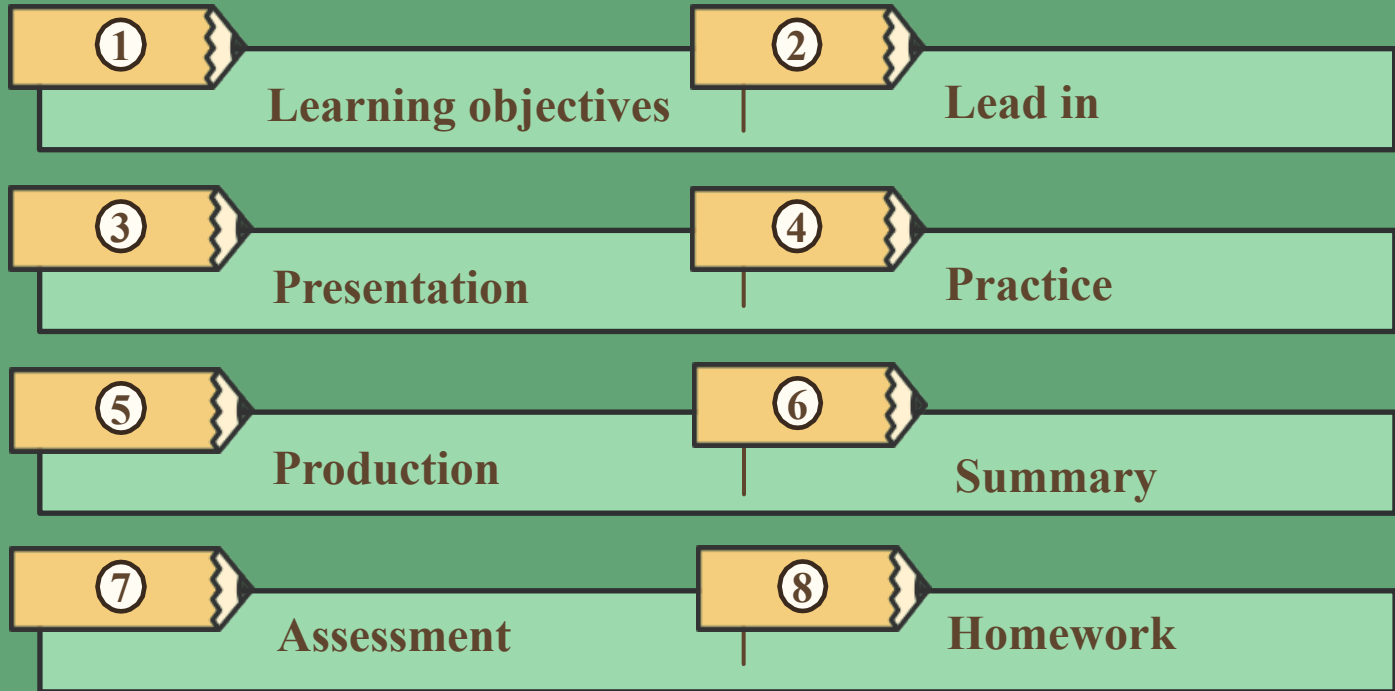 1
Learning objectives
2
Lead in
3
Presentation
4
Practice
5
Production
6
Summary
7
Assessment
8
Homework